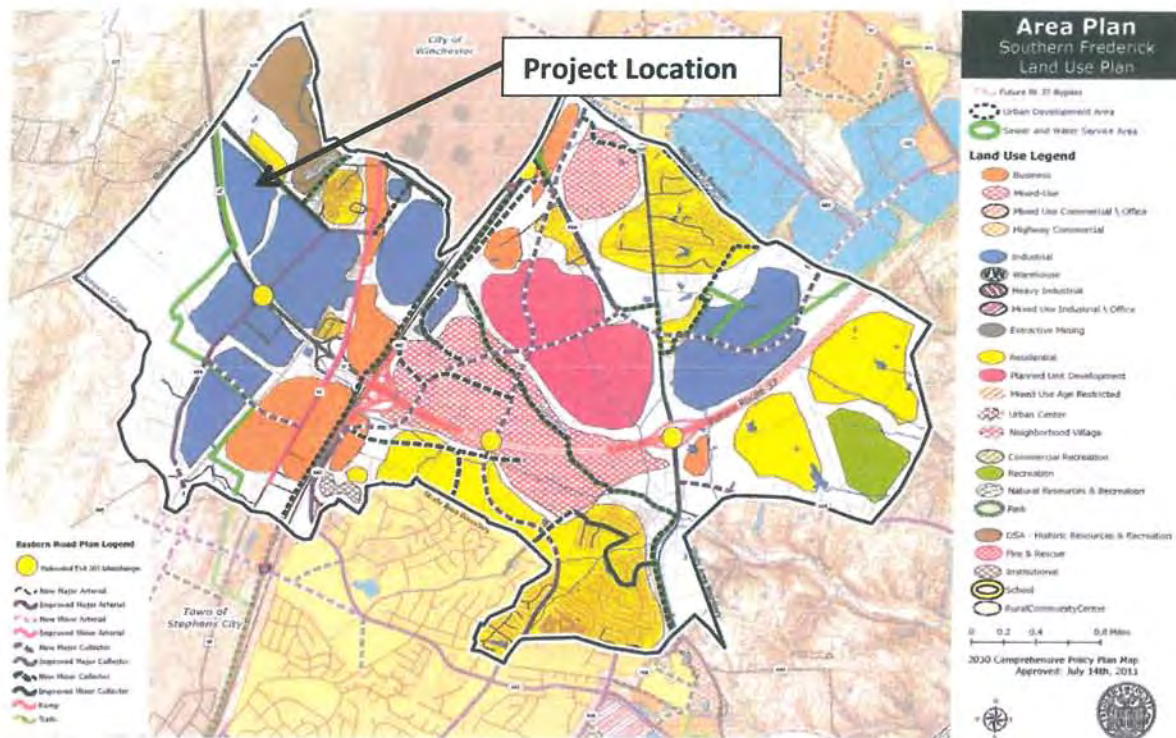 City of
Winchester
Project Location
Town of
Stephens City
Area Plan
Southern Frederick
Land Use Plan
Future Rt 37 Bypass
Urban Development Area
Sewer and Water Service Area
Land Use Legend
Business
Mixed-Use
Mixed Use Commercial \ Office
Highway Commercial
Industrial
Warehouse
Heavy Industrial
Mixed Use Industrial \ Office
Extractive Mining
Residential
Planned Unit Development
Mixed Use Age Restricted
Urban Center
Neighborhood Village
Commercial Recreation
Recreation
Natural Resources & Recreation
Park
DSA - Historic Resources & Recreation
Fire & Rescue
Institutional
School
Rural Community Center
0 0.2 0.4 0.8 Miles
2030 Comprehensive Policy Plan Map
Approved: July 14th, 2011
Eastern Road Plan Legend
New Major Arterial
Improved Major Arterial
New Minor Arterial
Improved Minor Arterial
New Major Collector
Improved Major Collector
New Minor Collector
Improved Minor Collector
Ramp
Trails